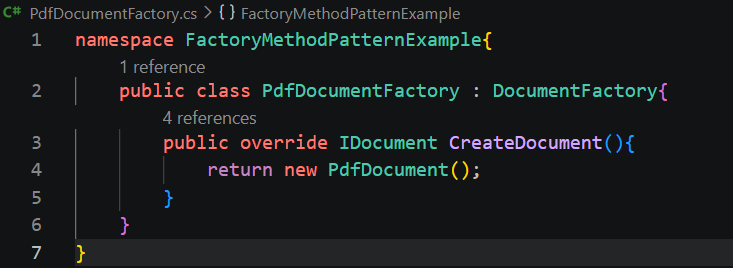 C# PdfDocumentFactory.cs > {} FactoryMethodPatternExample
1 namespace FactoryMethodPatternExample{
1 reference
2 public class PdfDocumentFactory : DocumentFactory{
4 references
3 public override IDocument CreateDocument(){
4 return new PdfDocument();
5 }
6 }
7 }